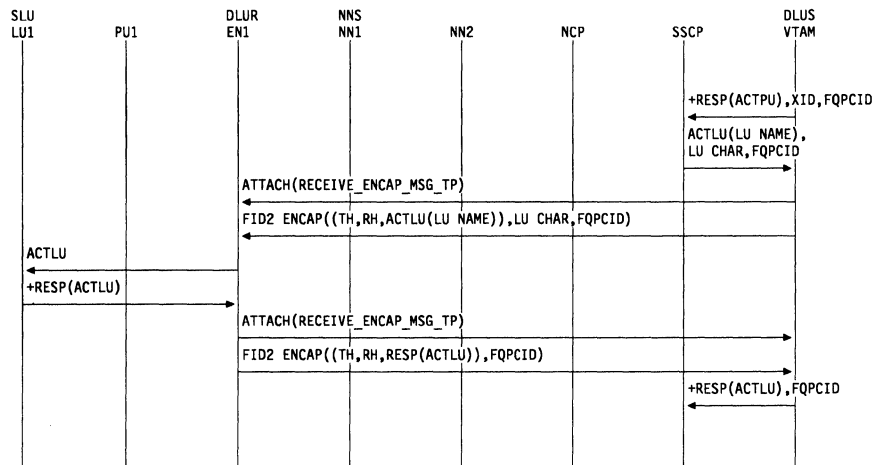 SLU DLUR NNS DLUS
LU1 PU1 EN1 NN1 NN2 NCP SSCP VTAM
+RESP(ACTPU),XID,FQPCID
ACTLU(LU NAME),
LU CHAR,FQPCID
ATTACH(RECEIVE_ENCAP_MSG_TP)
FID2 ENCAP((TH,RH,ACTLU(LU NAME)),LU CHAR,FQPCID)
ACTLU
+RESP(ACTLU)
ATTACH(RECEIVE_ENCAP_MSG_TP)
FID2 ENCAP((TH,RH,RESP(ACTLU)),FQPCID)
+RESP(ACTLU),FQPCID